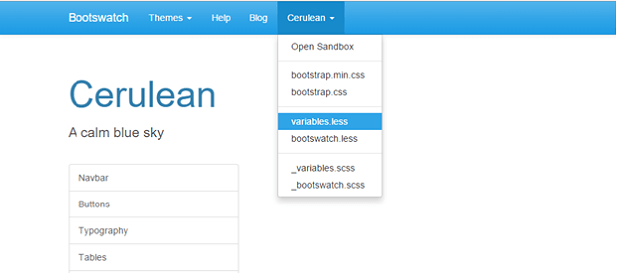 Bootswatch Themes Help Blog Cerulean
Open Sandbox
bootstrap.min.css
bootstrap.css
variables.less
bootswatch.less
_variables.scss
_bootswatch.scss
Cerulean
A calm blue sky
Navbar
Buttons
Typography
Tables